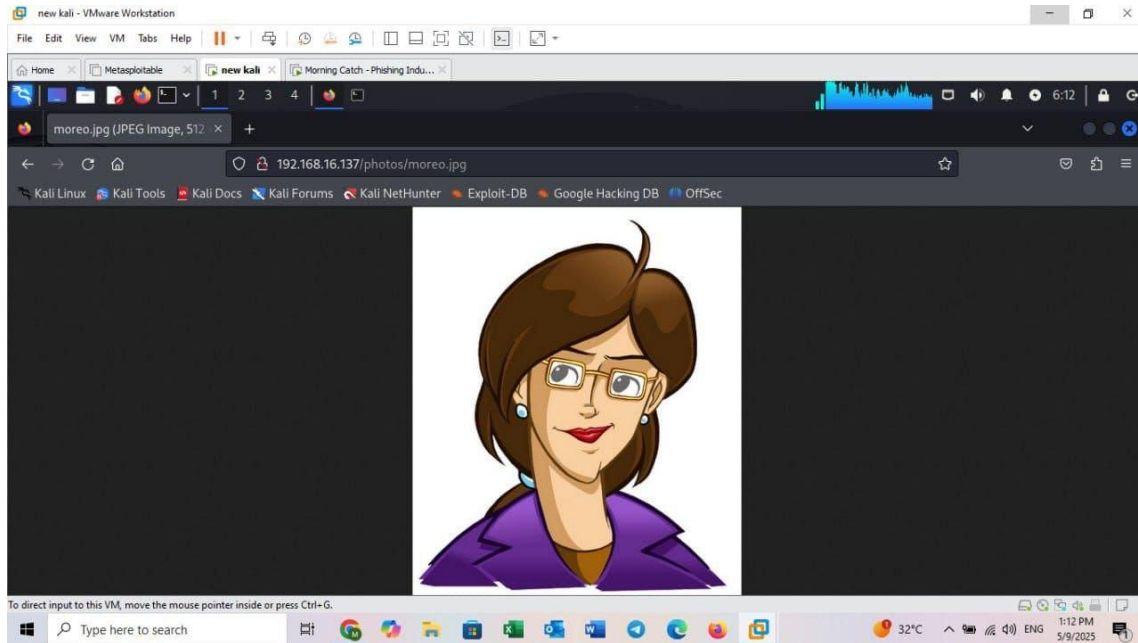 new kali - VMware Workstation
File Edit View VM Tabs Help
Home Metasploitable new kali Morning Catch - Phishing Indu...
1 2 3 4 6:12
moreo.jpg (JPEG Image, 512
192.168.16.137/photos/moreo.jpg
Kali Linux Kali Tools Kali Docs Kali Forums Kali NetHunter Exploit-DB Google Hacking DB OffSec
To direct input to this VM, move the mouse pointer inside or press Ctrl+G.
Type here to search 32°C ENG 1:12 PM
5/9/2025